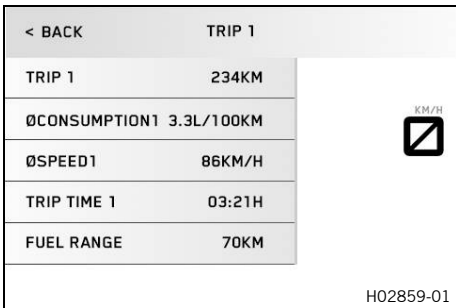 < BACK TRIP 1
TRIP 1 234KM
ØCONSUMPTION1 3.3L/100KM
ØSPEED1 86KM/H
TRIP TIME 1 03:21H
FUEL RANGE 70KM
KM/H
0
H02859-01